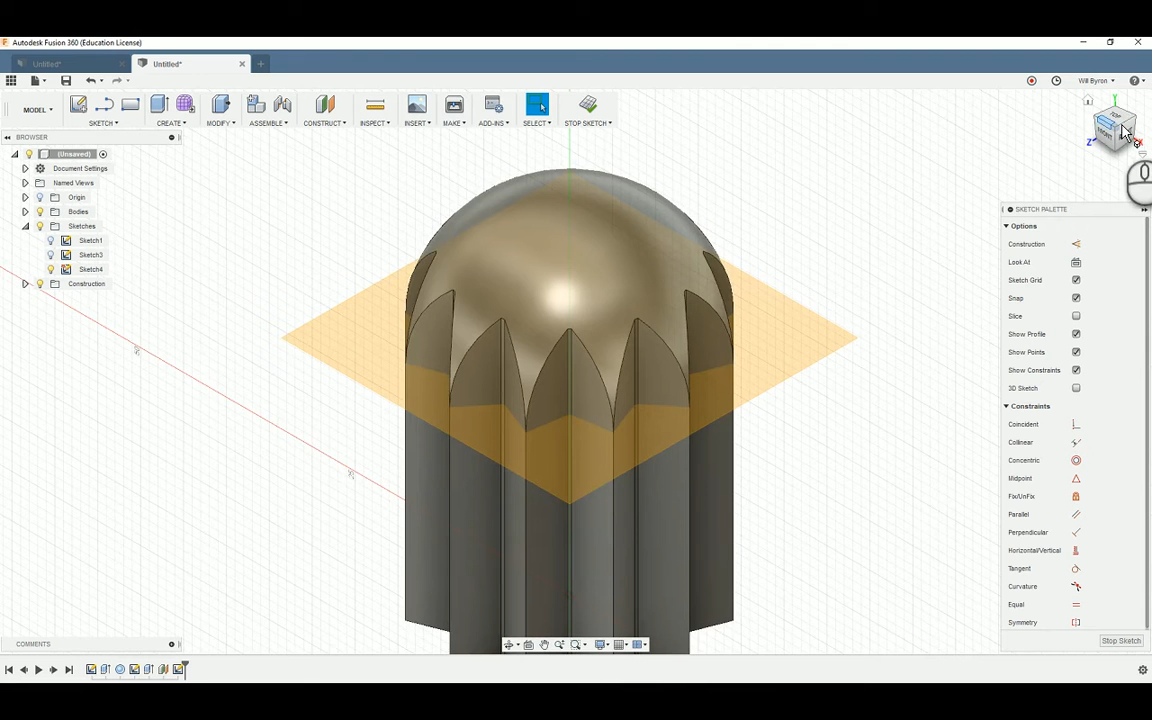 Autodesk Fusion 360 (Education License)
Untitled*
Untitled*
Will Byron
MODEL
SKETCH
CREATE
MODIFY
ASSEMBLE
CONSTRUCT
INSPECT
INSERT
MAKE
ADD-INS
SELECT
STOP SKETCH
TOP
FRONT
Y
Z
X
BROWSER
(Unsaved)
Document Settings
Named Views
Origin
Bodies
Sketches
Sketch1
Sketch3
Sketch4
Construction
SKETCH PALETTE
Options
Construction
Look At
Sketch Grid
Snap
Slice
Show Profile
Show Points
Show Constraints
3D Sketch
Constraints
Coincident
Collinear
Concentric
Midpoint
Fix/UnFix
Parallel
Perpendicular
Horizontal/Vertical
Tangent
Curvature
Equal
Symmetry
Stop Sketch
COMMENTS